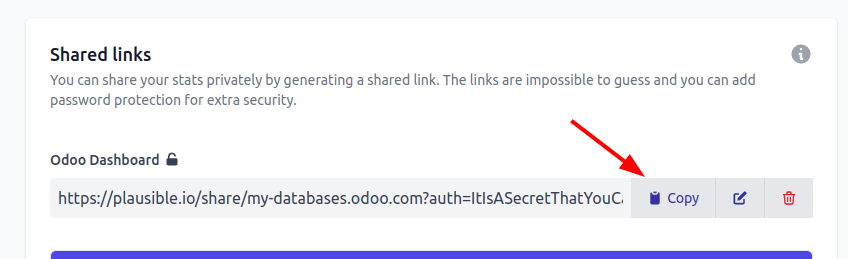 Shared links
You can share your stats privately by generating a shared link. The links are impossible to guess and you can add
password protection for extra security.
Odoo Dashboard
https://plausible.io/share/my-databases.odoo.com?auth=ItIsASecretThatYouCa Copy